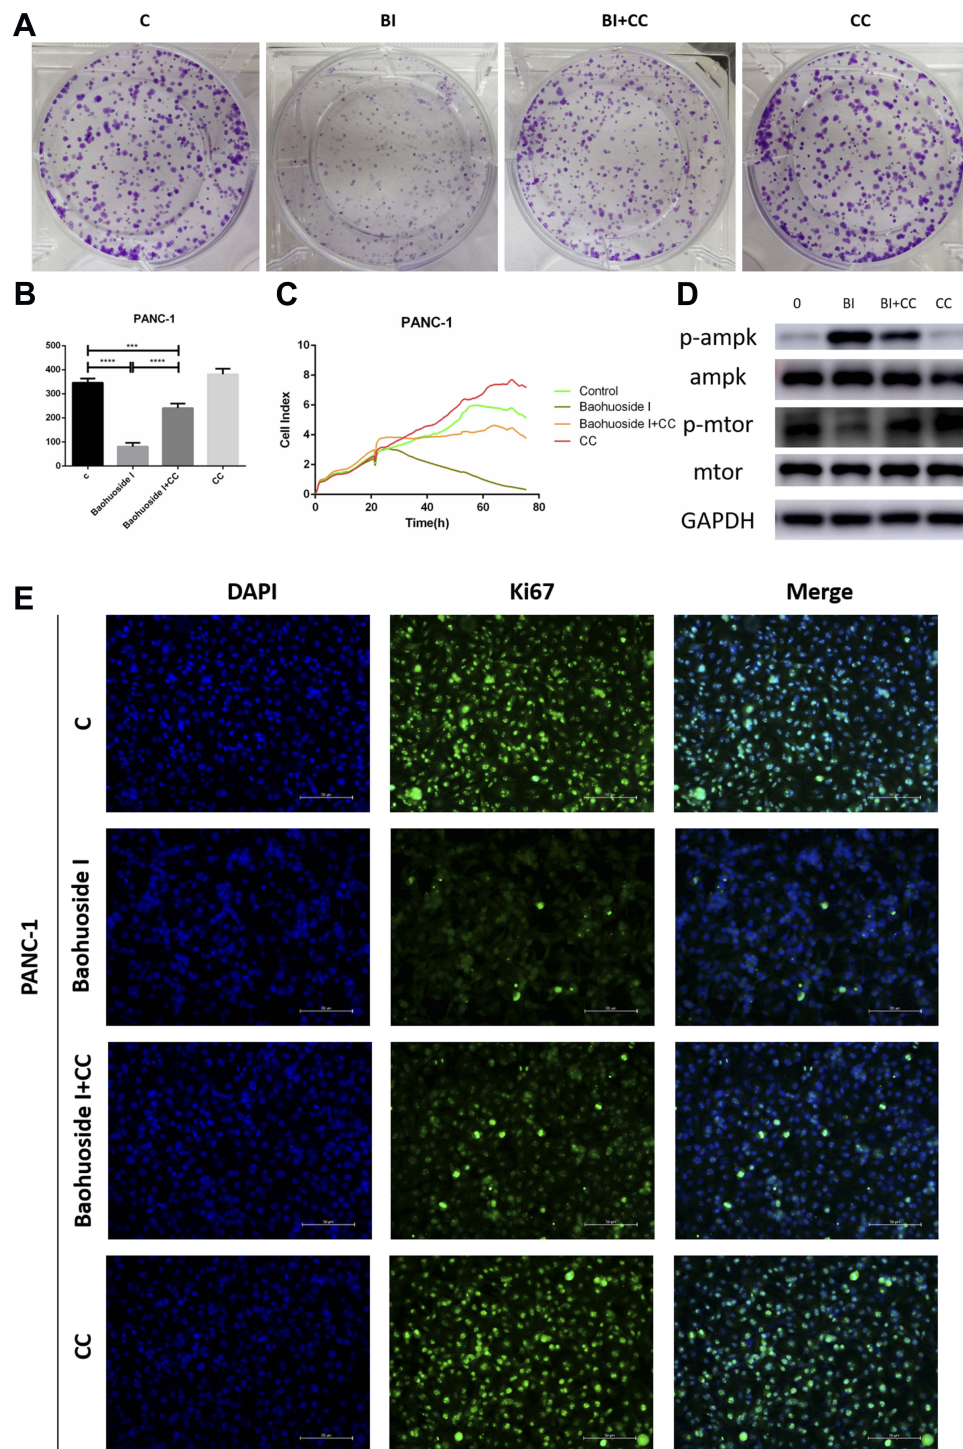 A
C
BI
BI+CC
CC
B
PANC-1
500
400
300
200
100
0
***
****
****
c
Baohuoside I
Baohuoside I+CC
CC
C
PANC-1
Cell Index
10
8
6
4
2
0
0
20
40
60
80
Time(h)
Control
Baohuoside I
Baohuoside I+CC
CC
D
0
BI
BI+CC
CC
p-ampk
ampk
p-mtor
mtor
GAPDH
E
DAPI
Ki67
Merge
PANC-1
C
Baohuoside I
Baohuoside I+CC
CC